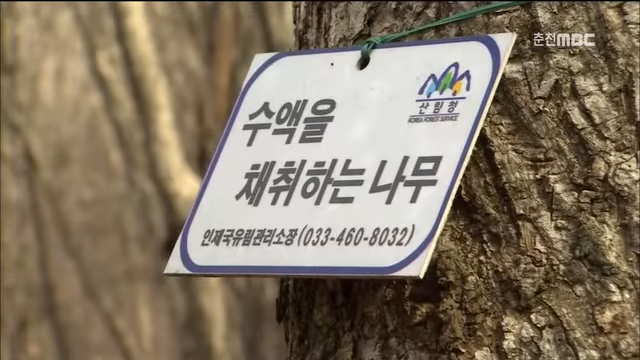 춘천MBC
산림청
KOREA FOREST SERVICE
수액을
채취하는 나무
인제국유림관리소장 (033-460-8032)